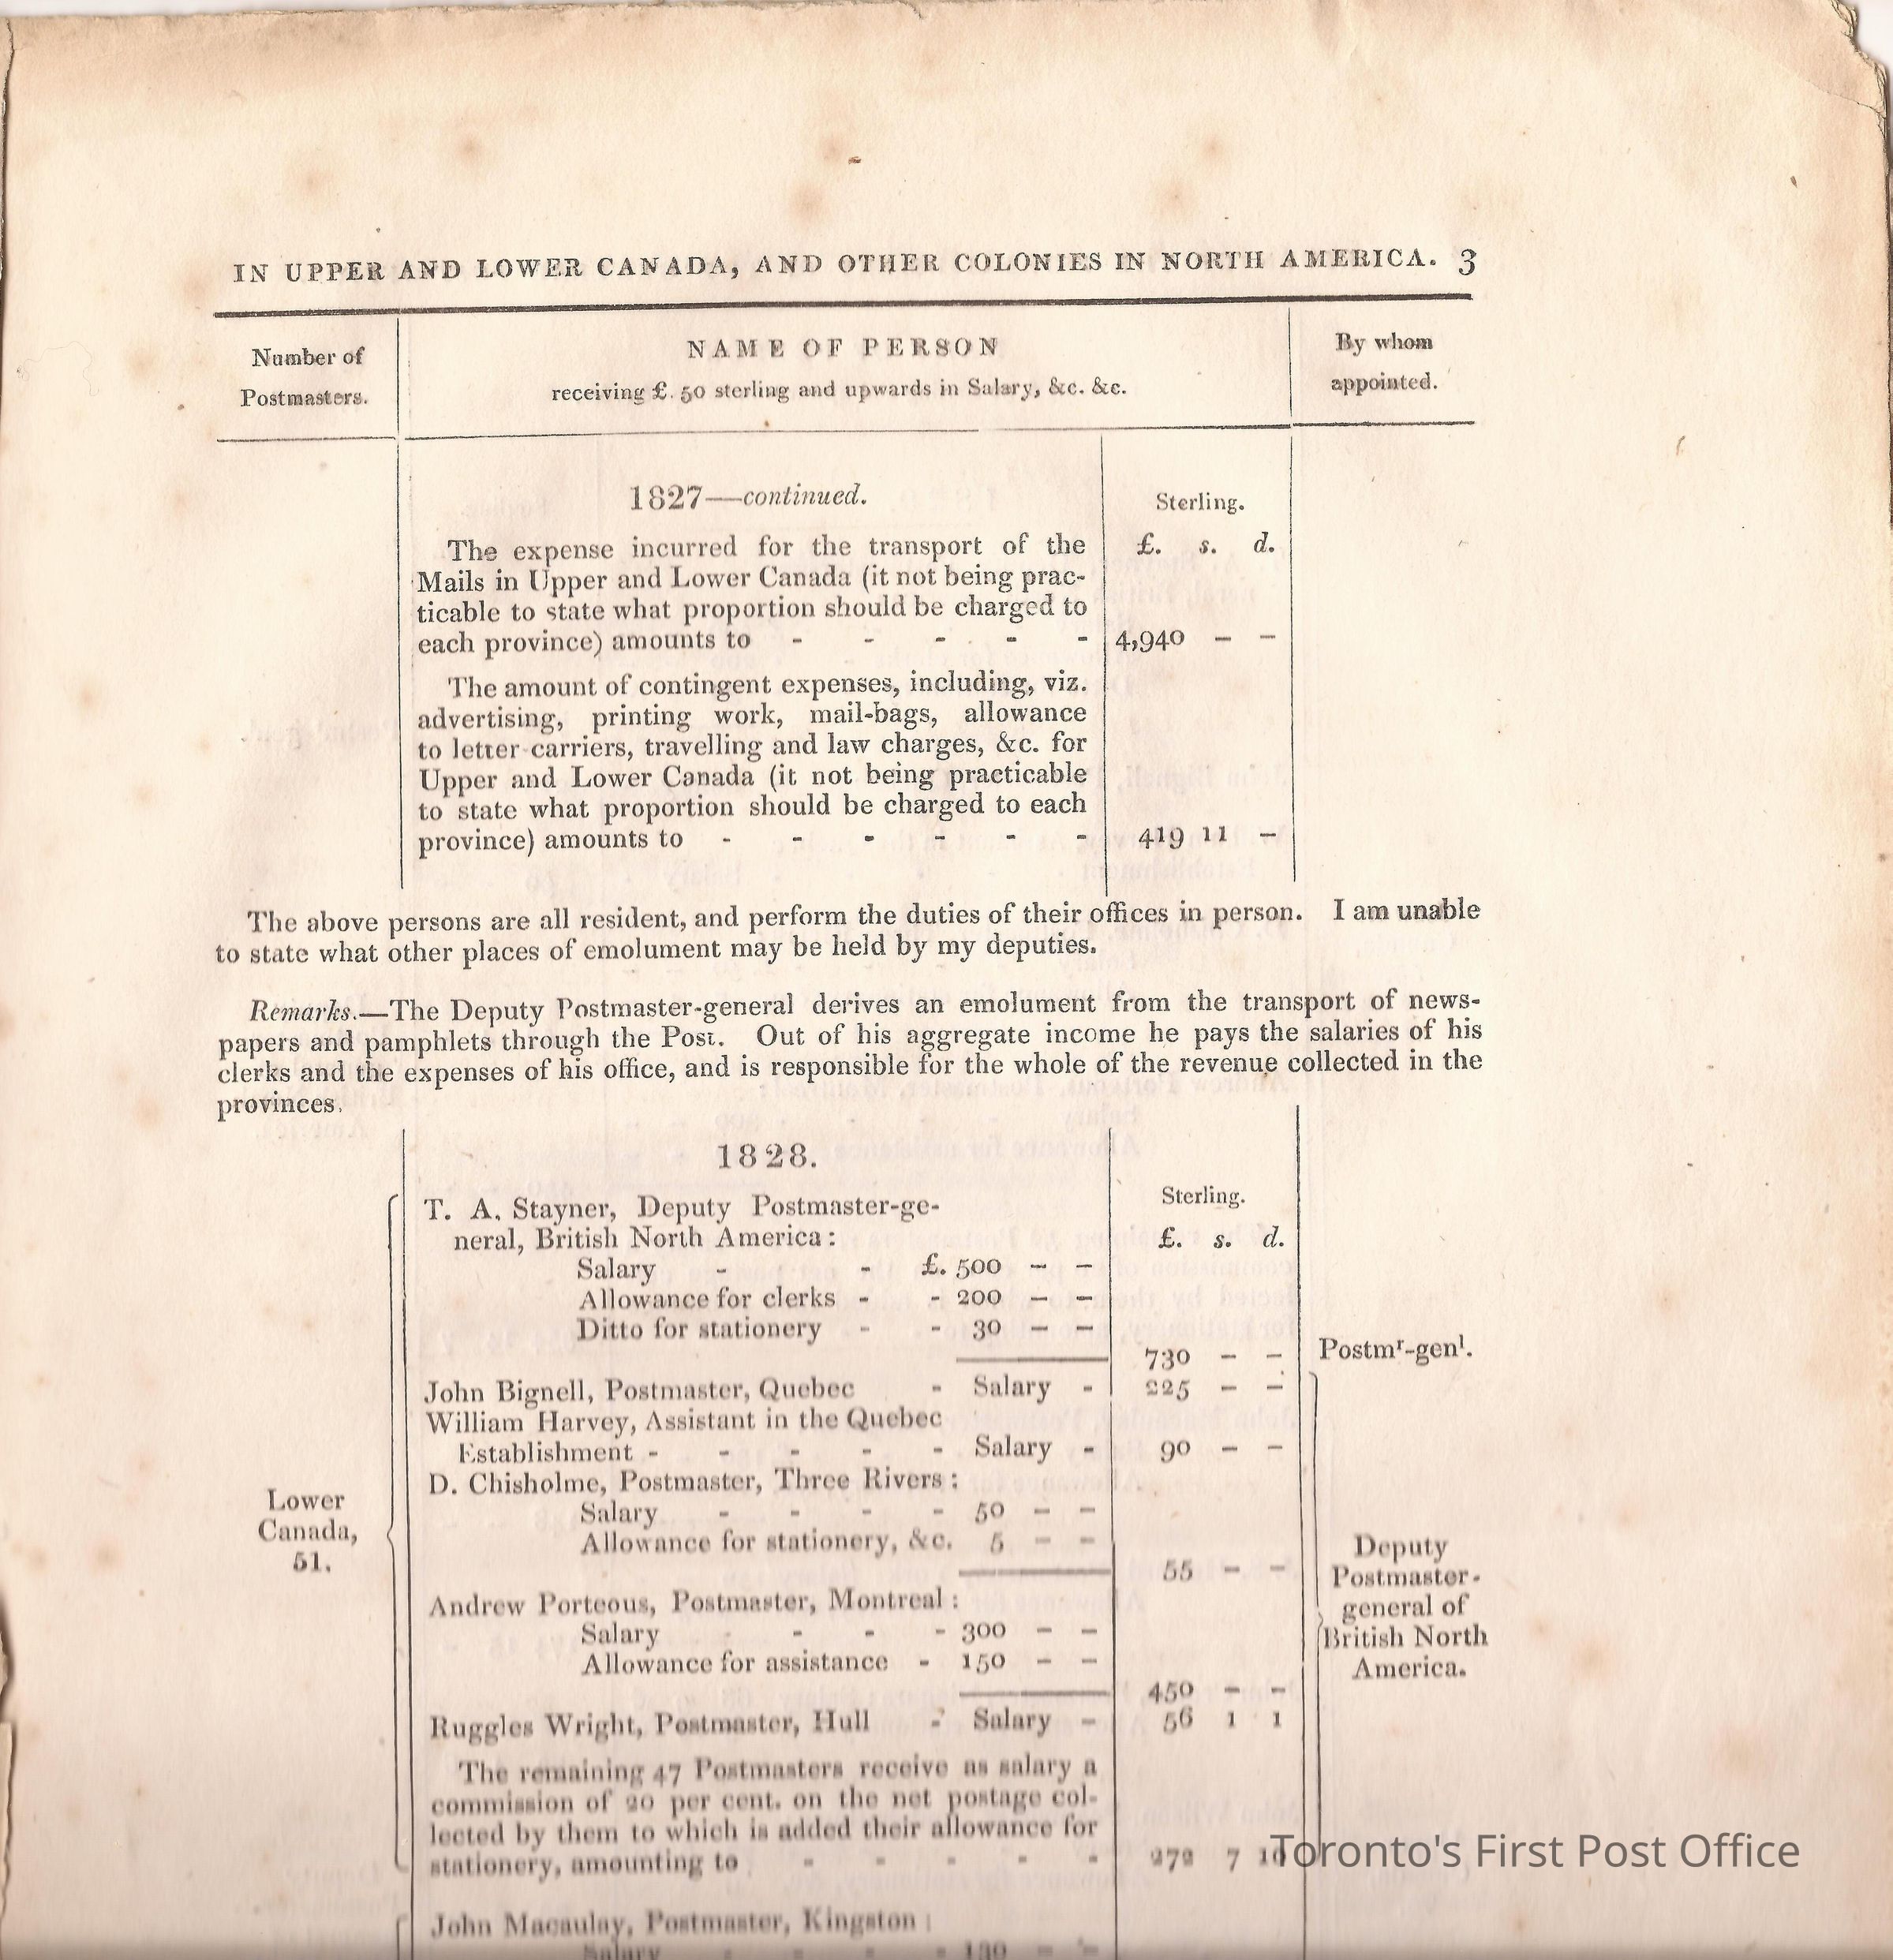 IN UPPER AND LOWER CANADA, AND OTHER COLONIES IN NORTH AMERICA. 3
Number of
Postmasters.
NAME OF PERSON
receiving £. 50 sterling and upwards in Salary, &c. &c.
By whom
appointed.
1827—continued.
Sterling.
£. s. d.
The expense incurred for the transport of the
Mails in Upper and Lower Canada (it not being prac-
ticable to state what proportion should be charged to
each province) amounts to - - - - - 4,940 – –
The amount of contingent expenses, including, viz.
advertising, printing work, mail-bags, allowance
to letter carriers, travelling and law charges, &c. for
Upper and Lower Canada (it not being practicable
to state what proportion should be charged to each
province) amounts to - - - - - - 419 11 –
The above persons are all resident, and perform the duties of their offices in person. I am unable
to state what other places of emolument may be held by my deputies.
Remarks.—The Deputy Postmaster-general derives an emolument from the transport of news-
papers and pamphlets through the Post. Out of his aggregate income he pays the salaries of his
clerks and the expenses of his office, and is responsible for the whole of the revenue collected in the
provinces.
1828.
Sterling.
£. s. d.
Lower
Canada,
51.
T. A. Stayner, Deputy Postmaster-ge-
neral, British North America:
Salary - - £. 500 – –
Allowance for clerks - - 200 – –
Ditto for stationery - - 30 – –
730 – – Postmr-genl.
John Bignell, Postmaster, Quebec - Salary - 225 – –
William Harvey, Assistant in the Quebec
Establishment - - - - - Salary - 90 – –
D. Chisholme, Postmaster, Three Rivers:
Salary - - - - 50 – –
Allowance for stationery, &c. 5 – –
55 – –
Andrew Porteous, Postmaster, Montreal:
Salary - - - 300 – –
Allowance for assistance - 150 – –
450 – –
Ruggles Wright, Postmaster, Hull - Salary - 56 1 1
The remaining 47 Postmasters receive as salary a
commission of 20 per cent. on the net postage col-
lected by them to which is added their allowance for
stationery, amounting to - - - - - 272 7
Deputy
Postmaster-
general of
British North
America.
John Macaulay, Postmaster, Kingston:
Salary - - - - 130 – –
Toronto's First Post Office